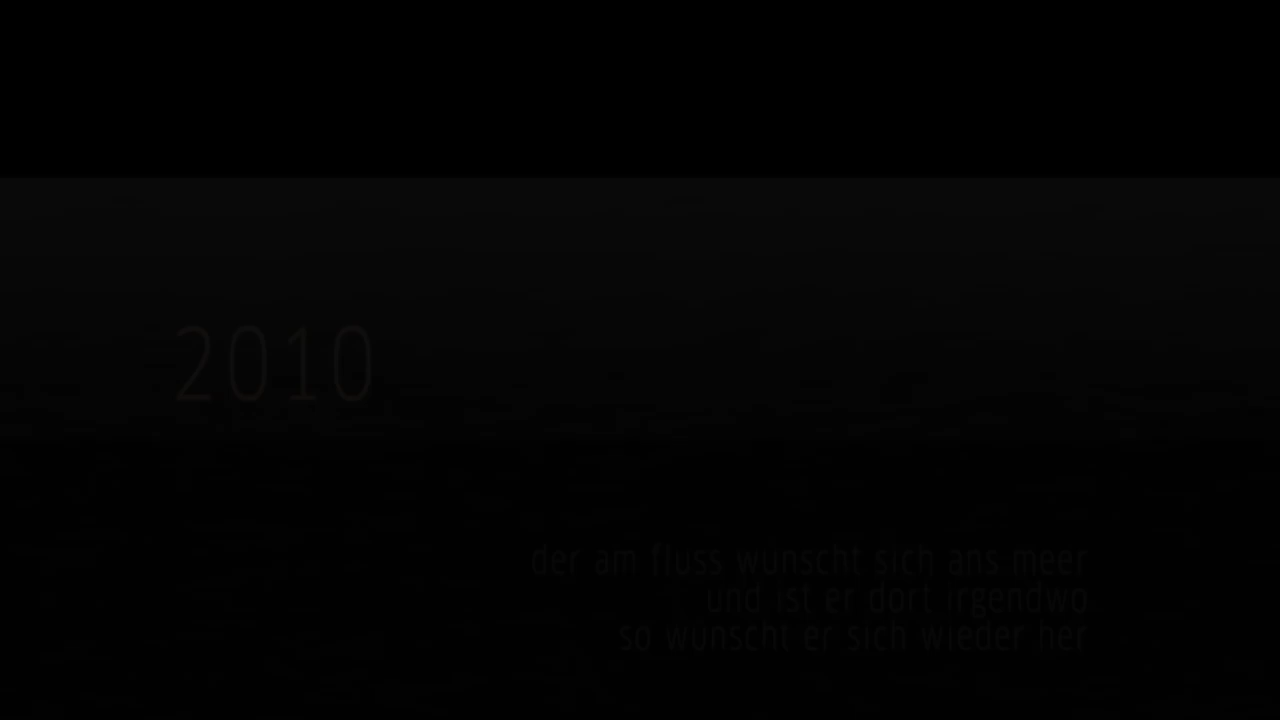 2010
der am fluss wünscht sich ans meer
und ist er dort irgendwo
so wünscht er sich wieder her